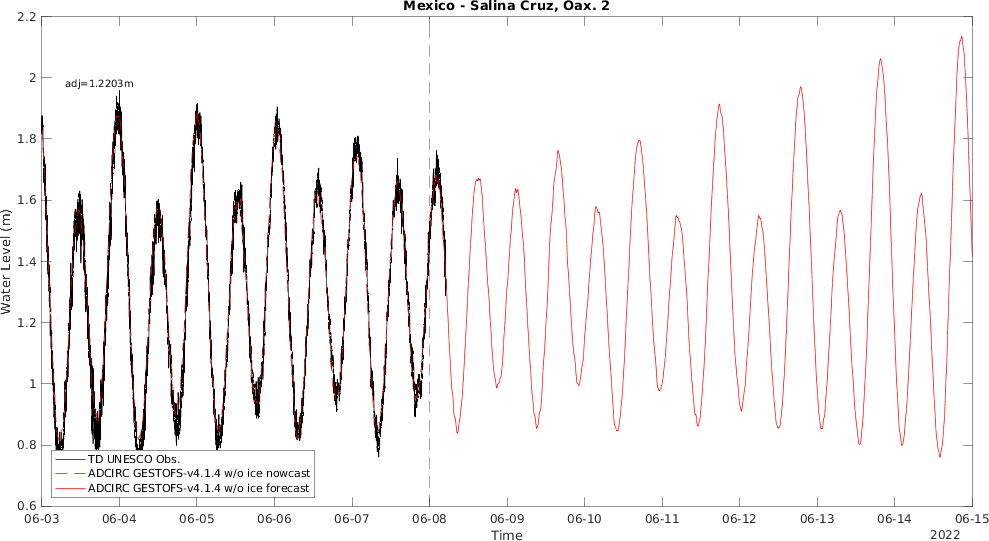 Mexico - Salina Cruz, Oax. 2
2.2
2
1.8
1.6
1.4
1.2
1
0.8
0.6
Water Level (m)
adj=1.2203m
TD UNESCO Obs.
ADCIRC GESTOFS-v4.1.4 w/o ice nowcast
ADCIRC GESTOFS-v4.1.4 w/o ice forecast
06-03 06-04 06-05 06-06 06-07 06-08 06-09 06-10 06-11 06-12 06-13 06-14 06-15
Time
2022